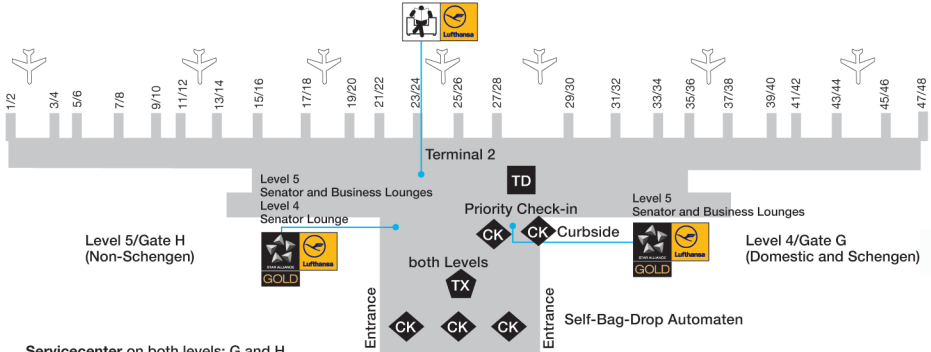 Lufthansa
1/2
3/4
5/6
7/8
9/10
11/12
13/14
15/16
17/18
19/20
21/22
23/24
25/26
27/28
29/30
31/32
33/34
35/36
37/38
39/40
41/42
43/44
45/46
47/48
Terminal 2
TD
Level 5
Senator and Business Lounges
Level 4
Senator Lounge
Level 5
Senator and Business Lounges
Priority Check-in
CK
CK
Curbside
Level 5/Gate H
(Non-Schengen)
STAR ALLIANCE
GOLD
Lufthansa
STAR ALLIANCE
GOLD
Lufthansa
Level 4/Gate G
(Domestic and Schengen)
both Levels
TX
Entrance
Entrance
CK
CK
CK
Self-Bag-Drop Automaten
Servicecenter on both levels: G and H